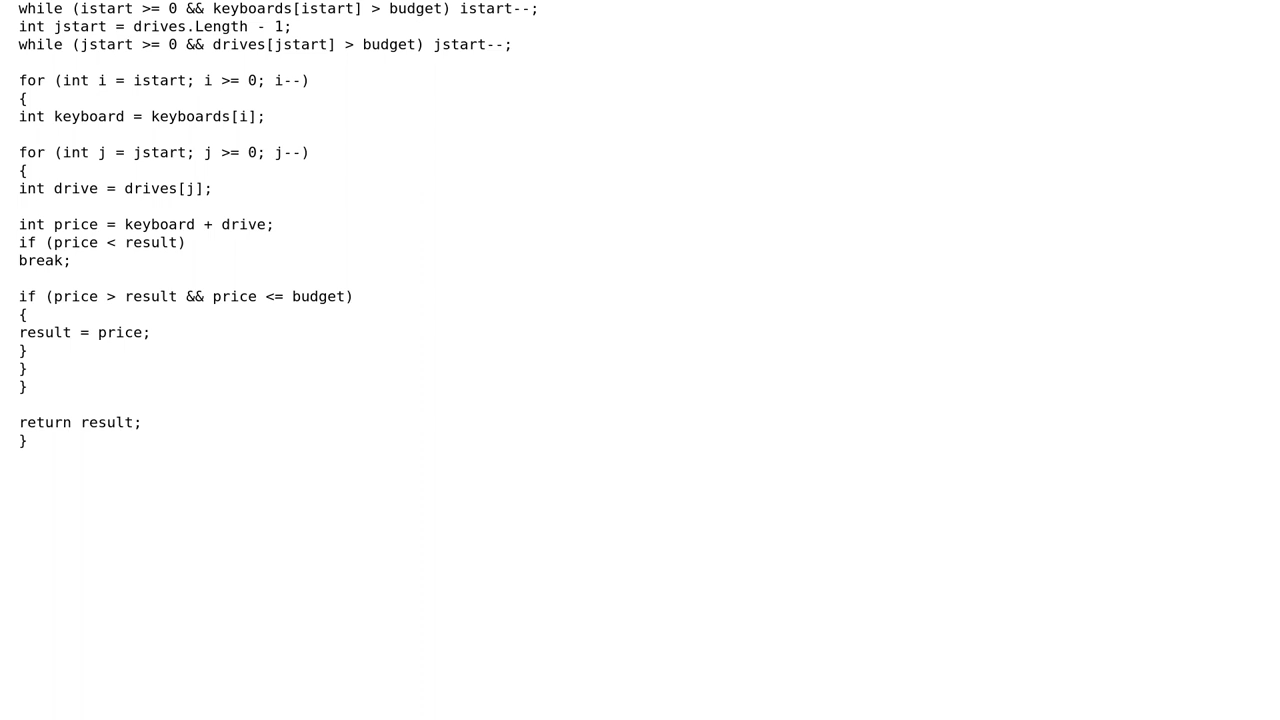 while (istart >= 0 && keyboards[istart] > budget) istart--;
int jstart = drives.Length - 1;
while (jstart >= 0 && drives[jstart] > budget) jstart--;
for (int i = istart; i >= 0; i--)
{
int keyboard = keyboards[i];
for (int j = jstart; j >= 0; j--)
{
int drive = drives[j];
int price = keyboard + drive;
if (price < result)
break;
if (price > result && price <= budget)
{
result = price;
}
}
}
return result;
}